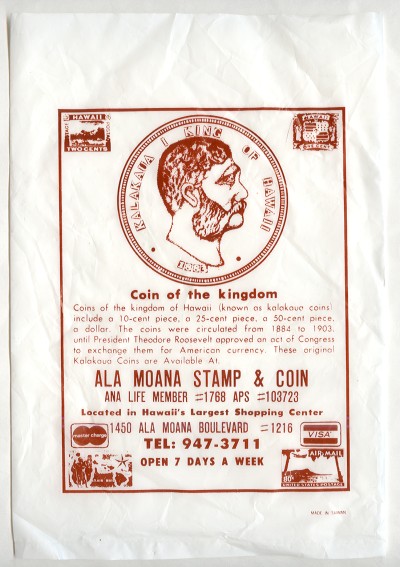 HAWAII
TWO CENTS
HAWAII
KALAKAUA I KING OF HAWAII
1883
Coin of the kingdom
Coins of the kingdom of Hawaii (known as kalakaua coins)
include a 10-cent piece, a 25-cent piece, a 50-cent piece,
a dollar. The coins were circulated from 1884 to 1903,
until President Theodore Roosevelt approved an act of Congress
to exchange them for American currency. These original
Kalakaua Coins are Available At.
ALA MOANA STAMP & COIN
ANA LIFE MEMBER #1768 APS #103723
Located in Hawaii's Largest Shopping Center
master charge
1450 ALA MOANA BOULEVARD #1216
VISA
TEL: 947-3711
OPEN 7 DAYS A WEEK
AIR MAIL
80c
UNITED STATES POSTAGE
MADE IN TAIWAN